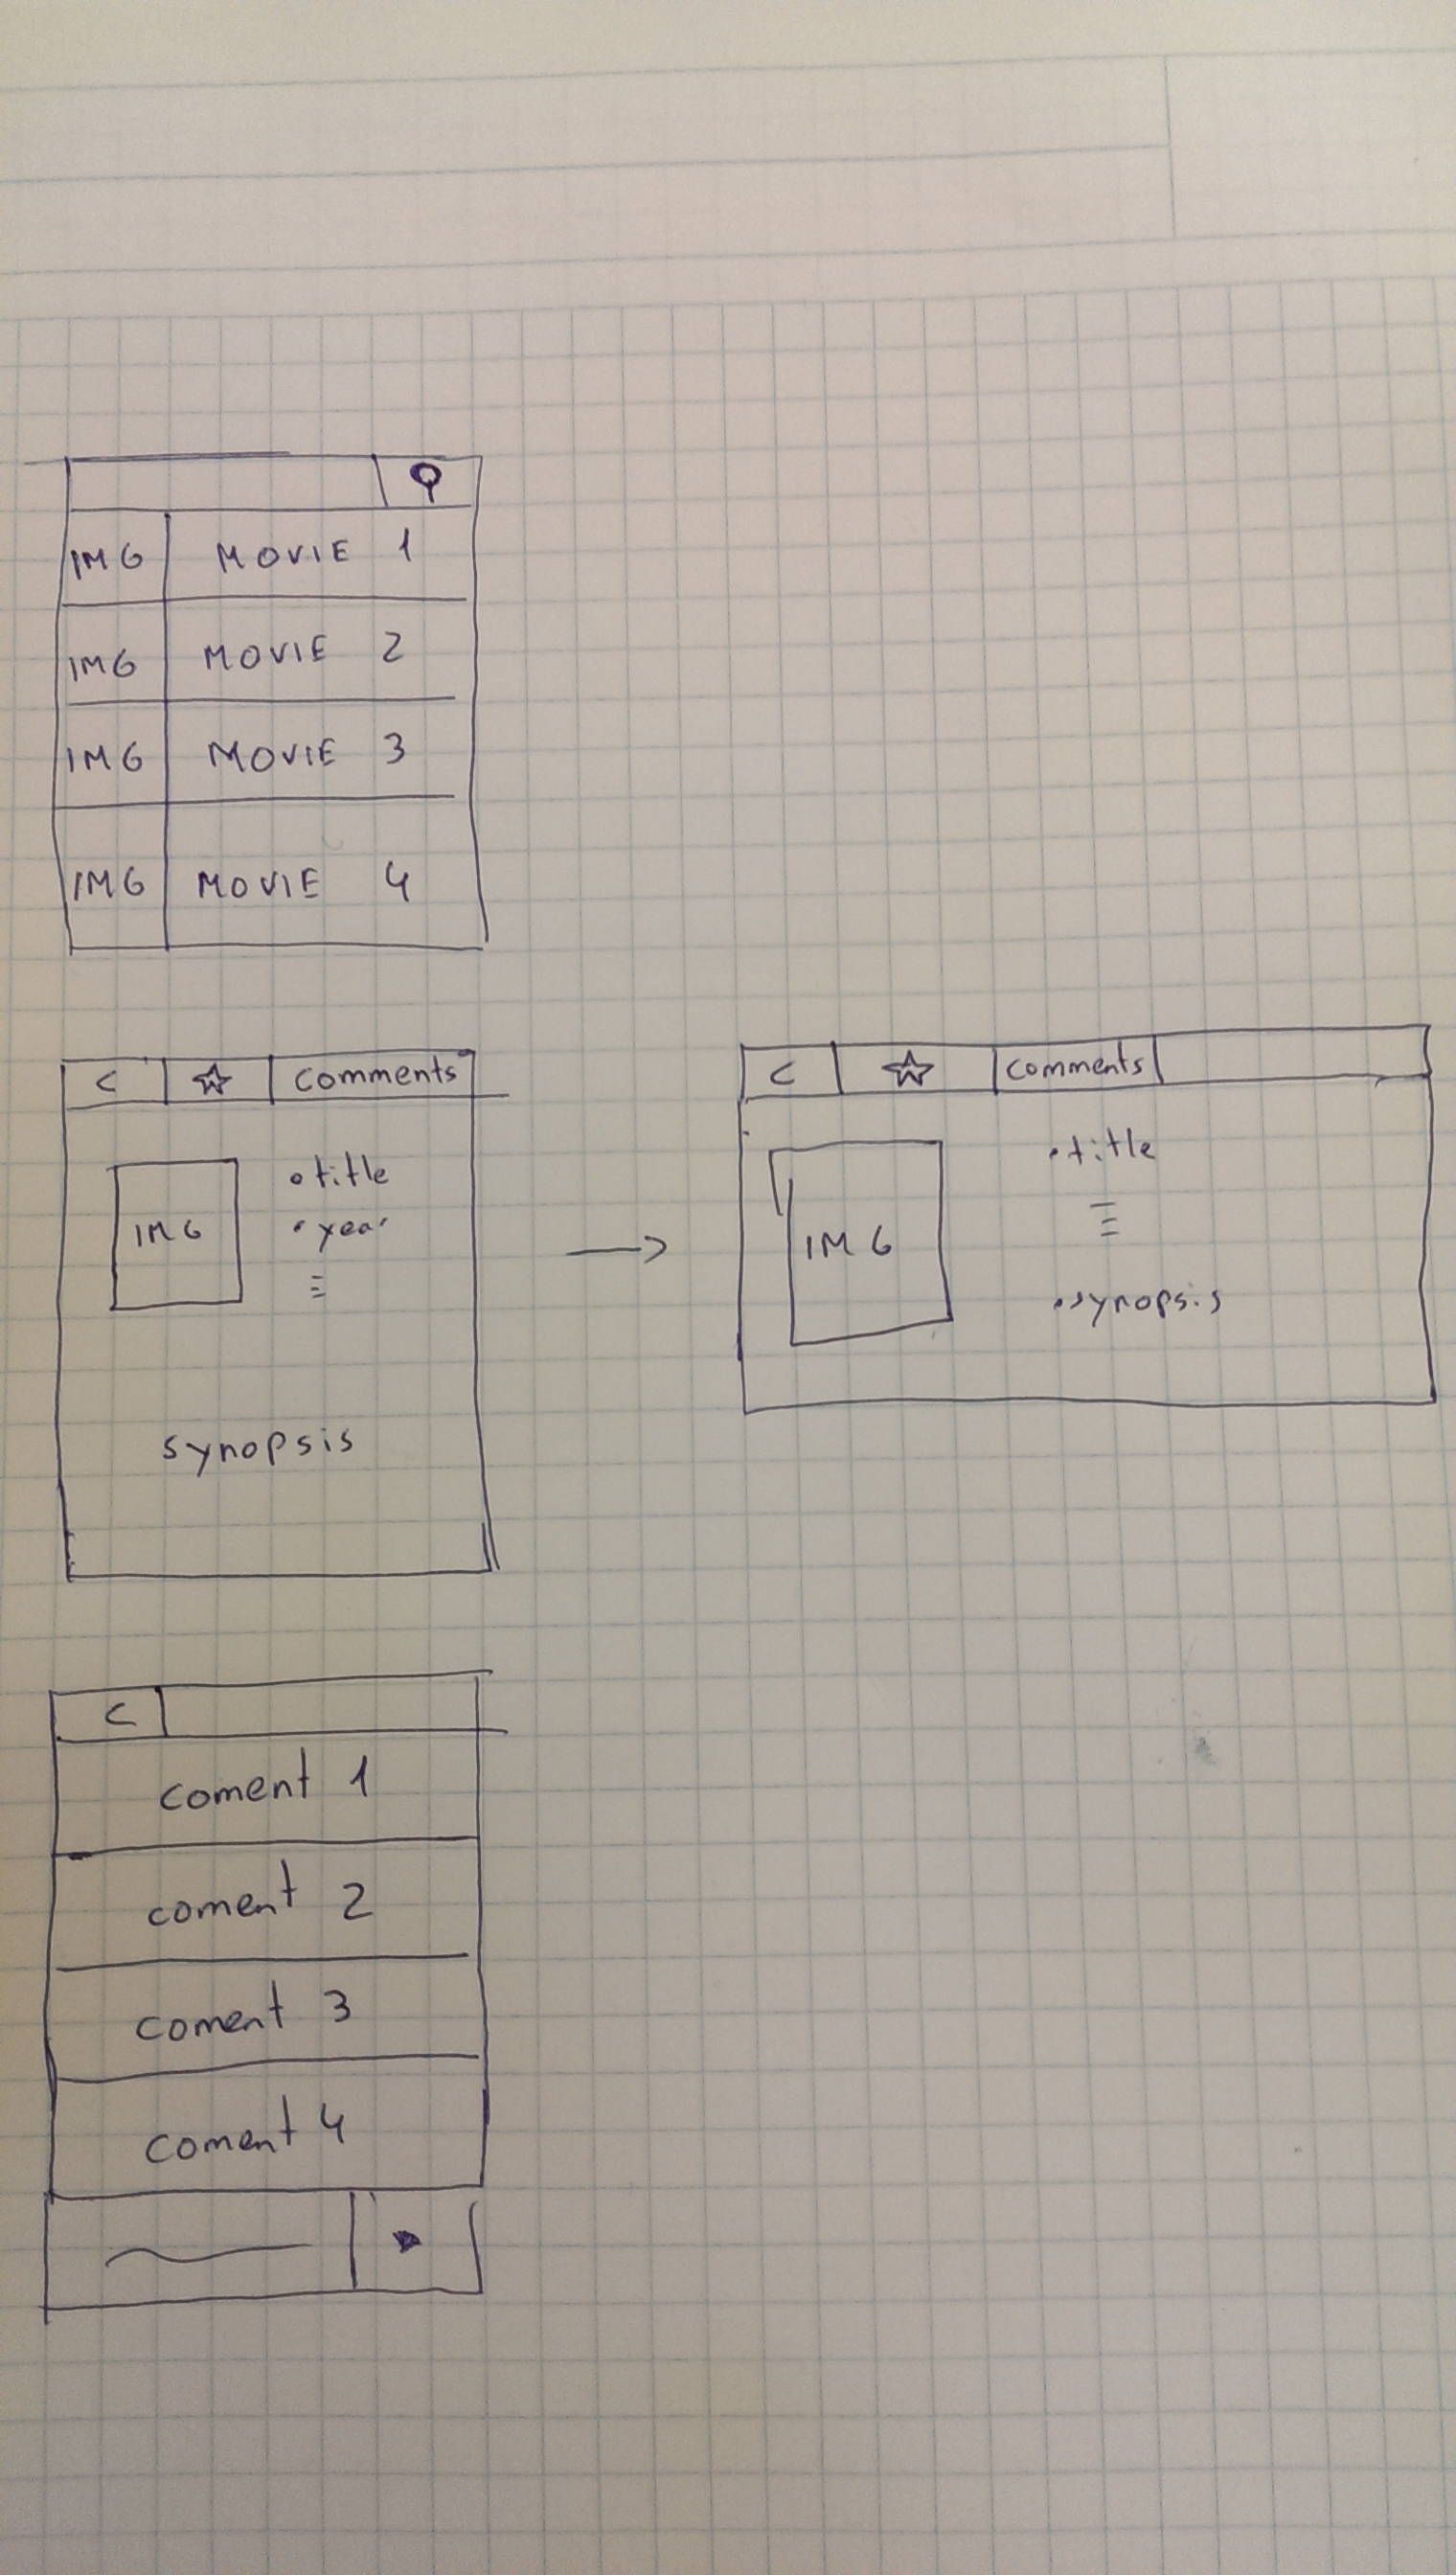 IMG MOVIE 1
IMG MOVIE 2
IMG MOVIE 3
IMG MOVIE 4
< ☆ comments
• title
IMG • year
synopsis
< ☆ comments
• title
IMG
• synopsis
<
coment 1
coment 2
coment 3
coment 4